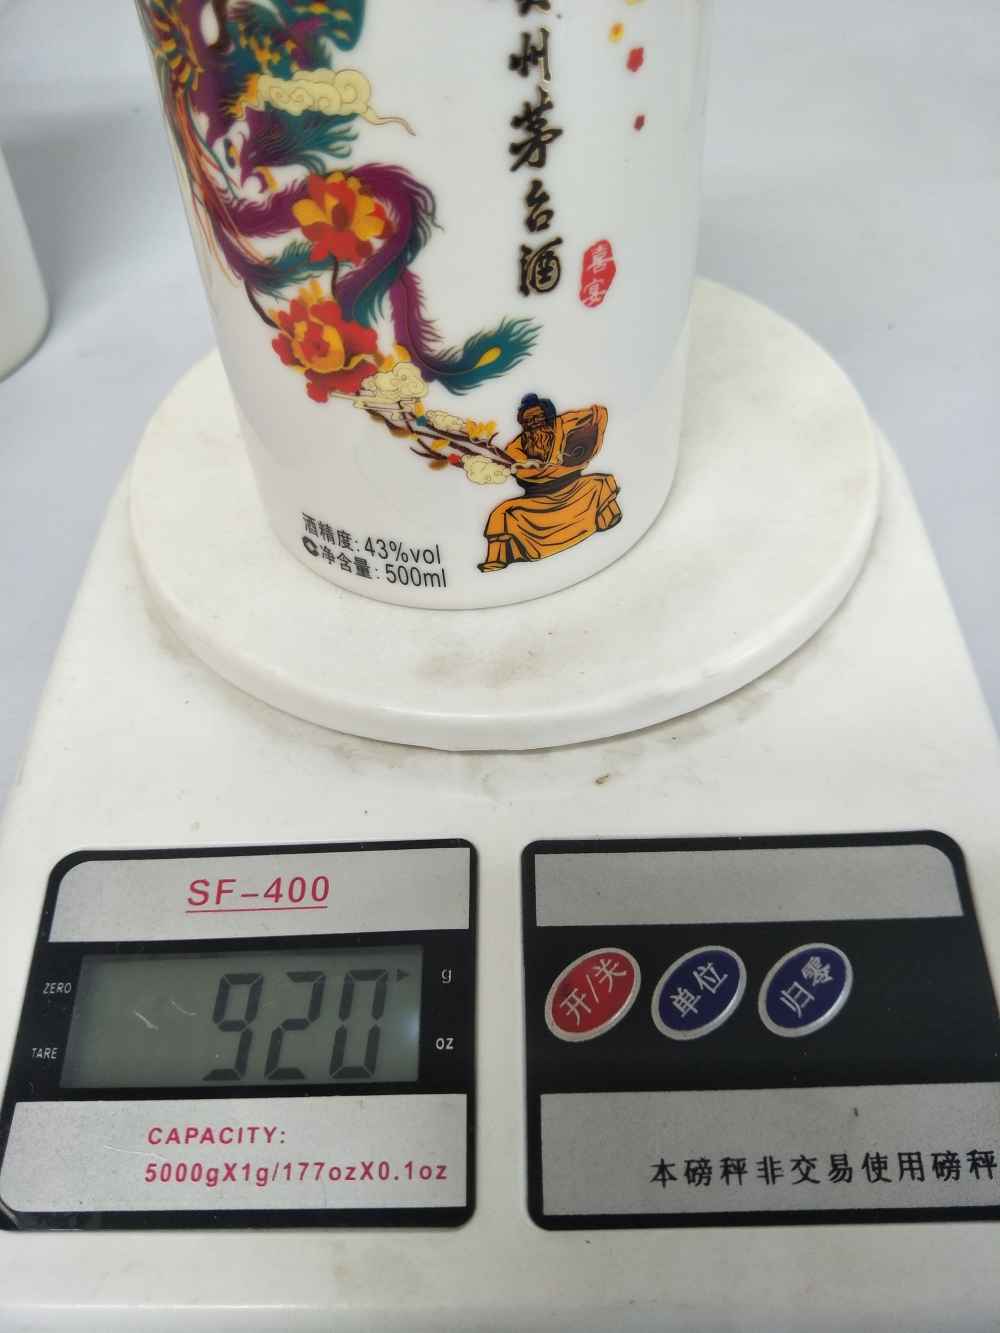 州茅台酒
喜宴
酒精度:43%vol
净含量:500ml
SF-400
ZERO
TARE
920
g
oz
CAPACITY:
5000gX1g/177ozX0.1oz
开/关
单位
归零
本磅秤非交易使用磅秤